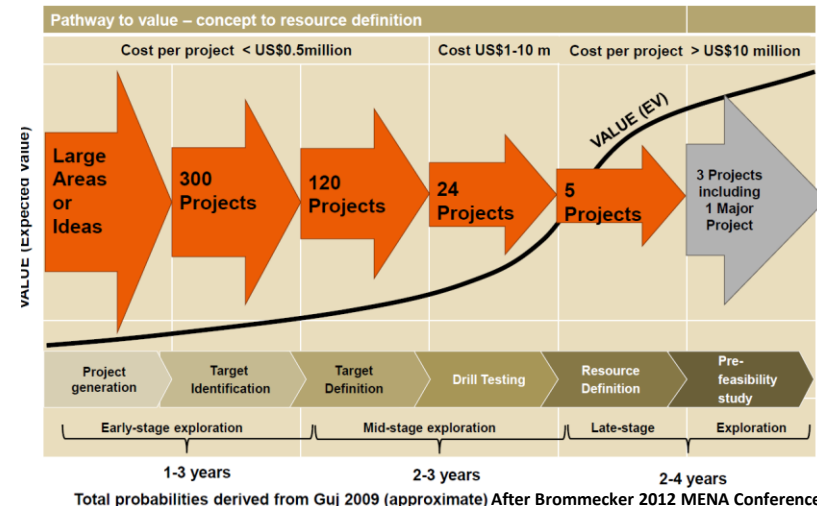 Pathway to value – concept to resource definition
Cost per project < US$0.5million
Cost US$1-10 m
Cost per project > US$10 million
VALUE (Expected Value)
VALUE (EV)
Large
Areas
or
Ideas
300
Projects
120
Projects
24
Projects
5
Projects
3 Projects
including
1 Major
Project
Project
generation
Target
Identification
Target
Definition
Drill Testing
Resource
Definition
Pre-
feasibility
study
Early-stage exploration
Mid-stage exploration
Late-stage
Exploration
1-3 years
2-3 years
2-4 years
Total probabilities derived from Guj 2009 (approximate) After Brommecker 2012 MENA Conference